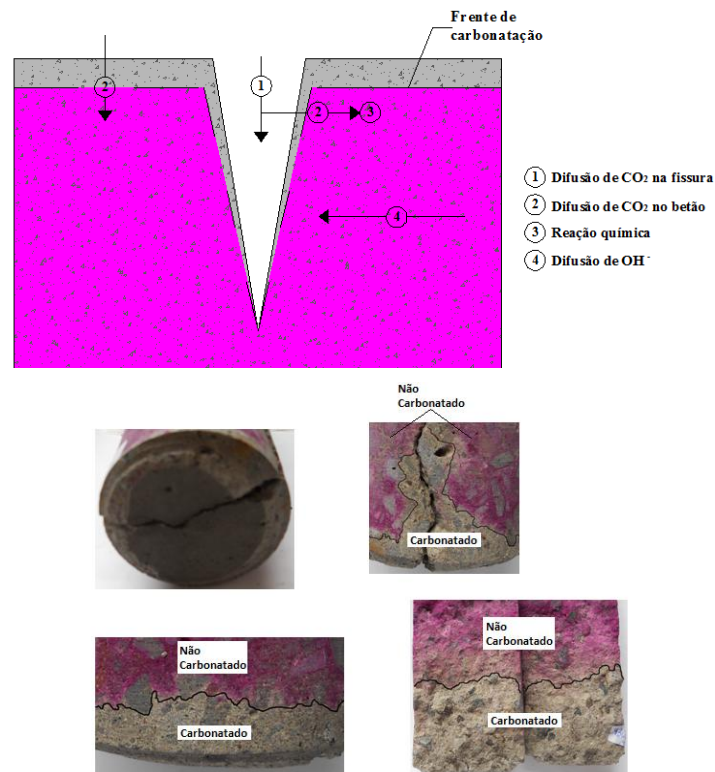 Frente de
carbonatação
1
2
2
3
4
1 Difusão de CO2 na fissura
2 Difusão de CO2 no betão
3 Reação química
4 Difusão de OH-
Não
Carbonatado
Carbonatado
Não
Carbonatado
Carbonatado
Não
Carbonatado
Carbonatado